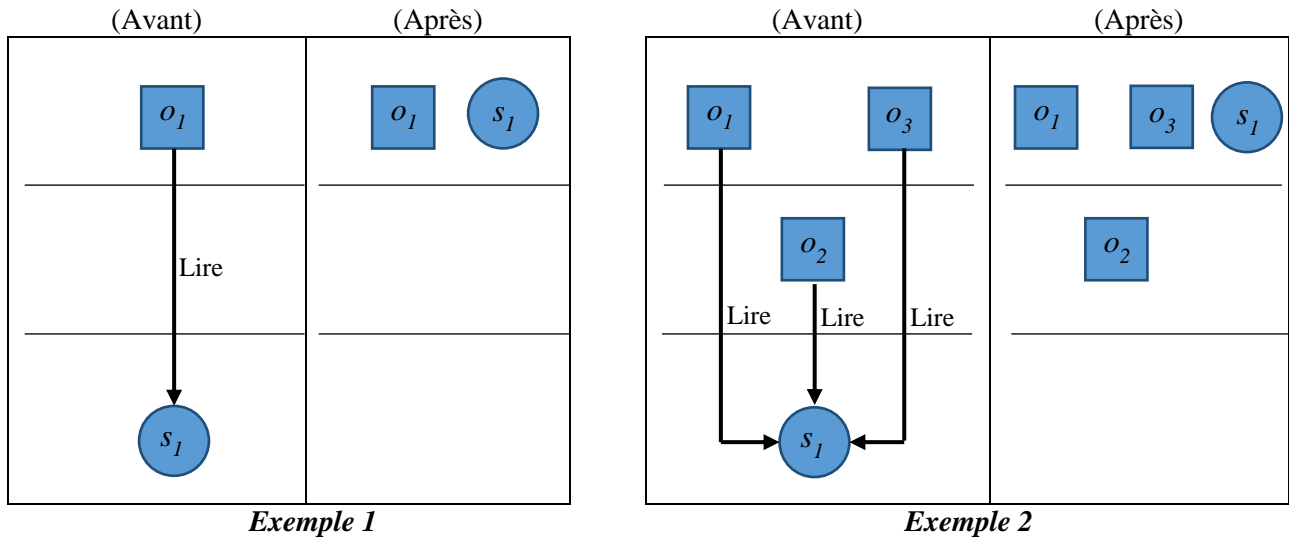 (Avant) (Après) (Avant) (Après)
o1 o1 s1 o1 o3 o1 o3 s1
o2 o2
Lire
Lire Lire Lire
s1 s1
Exemple 1 Exemple 2